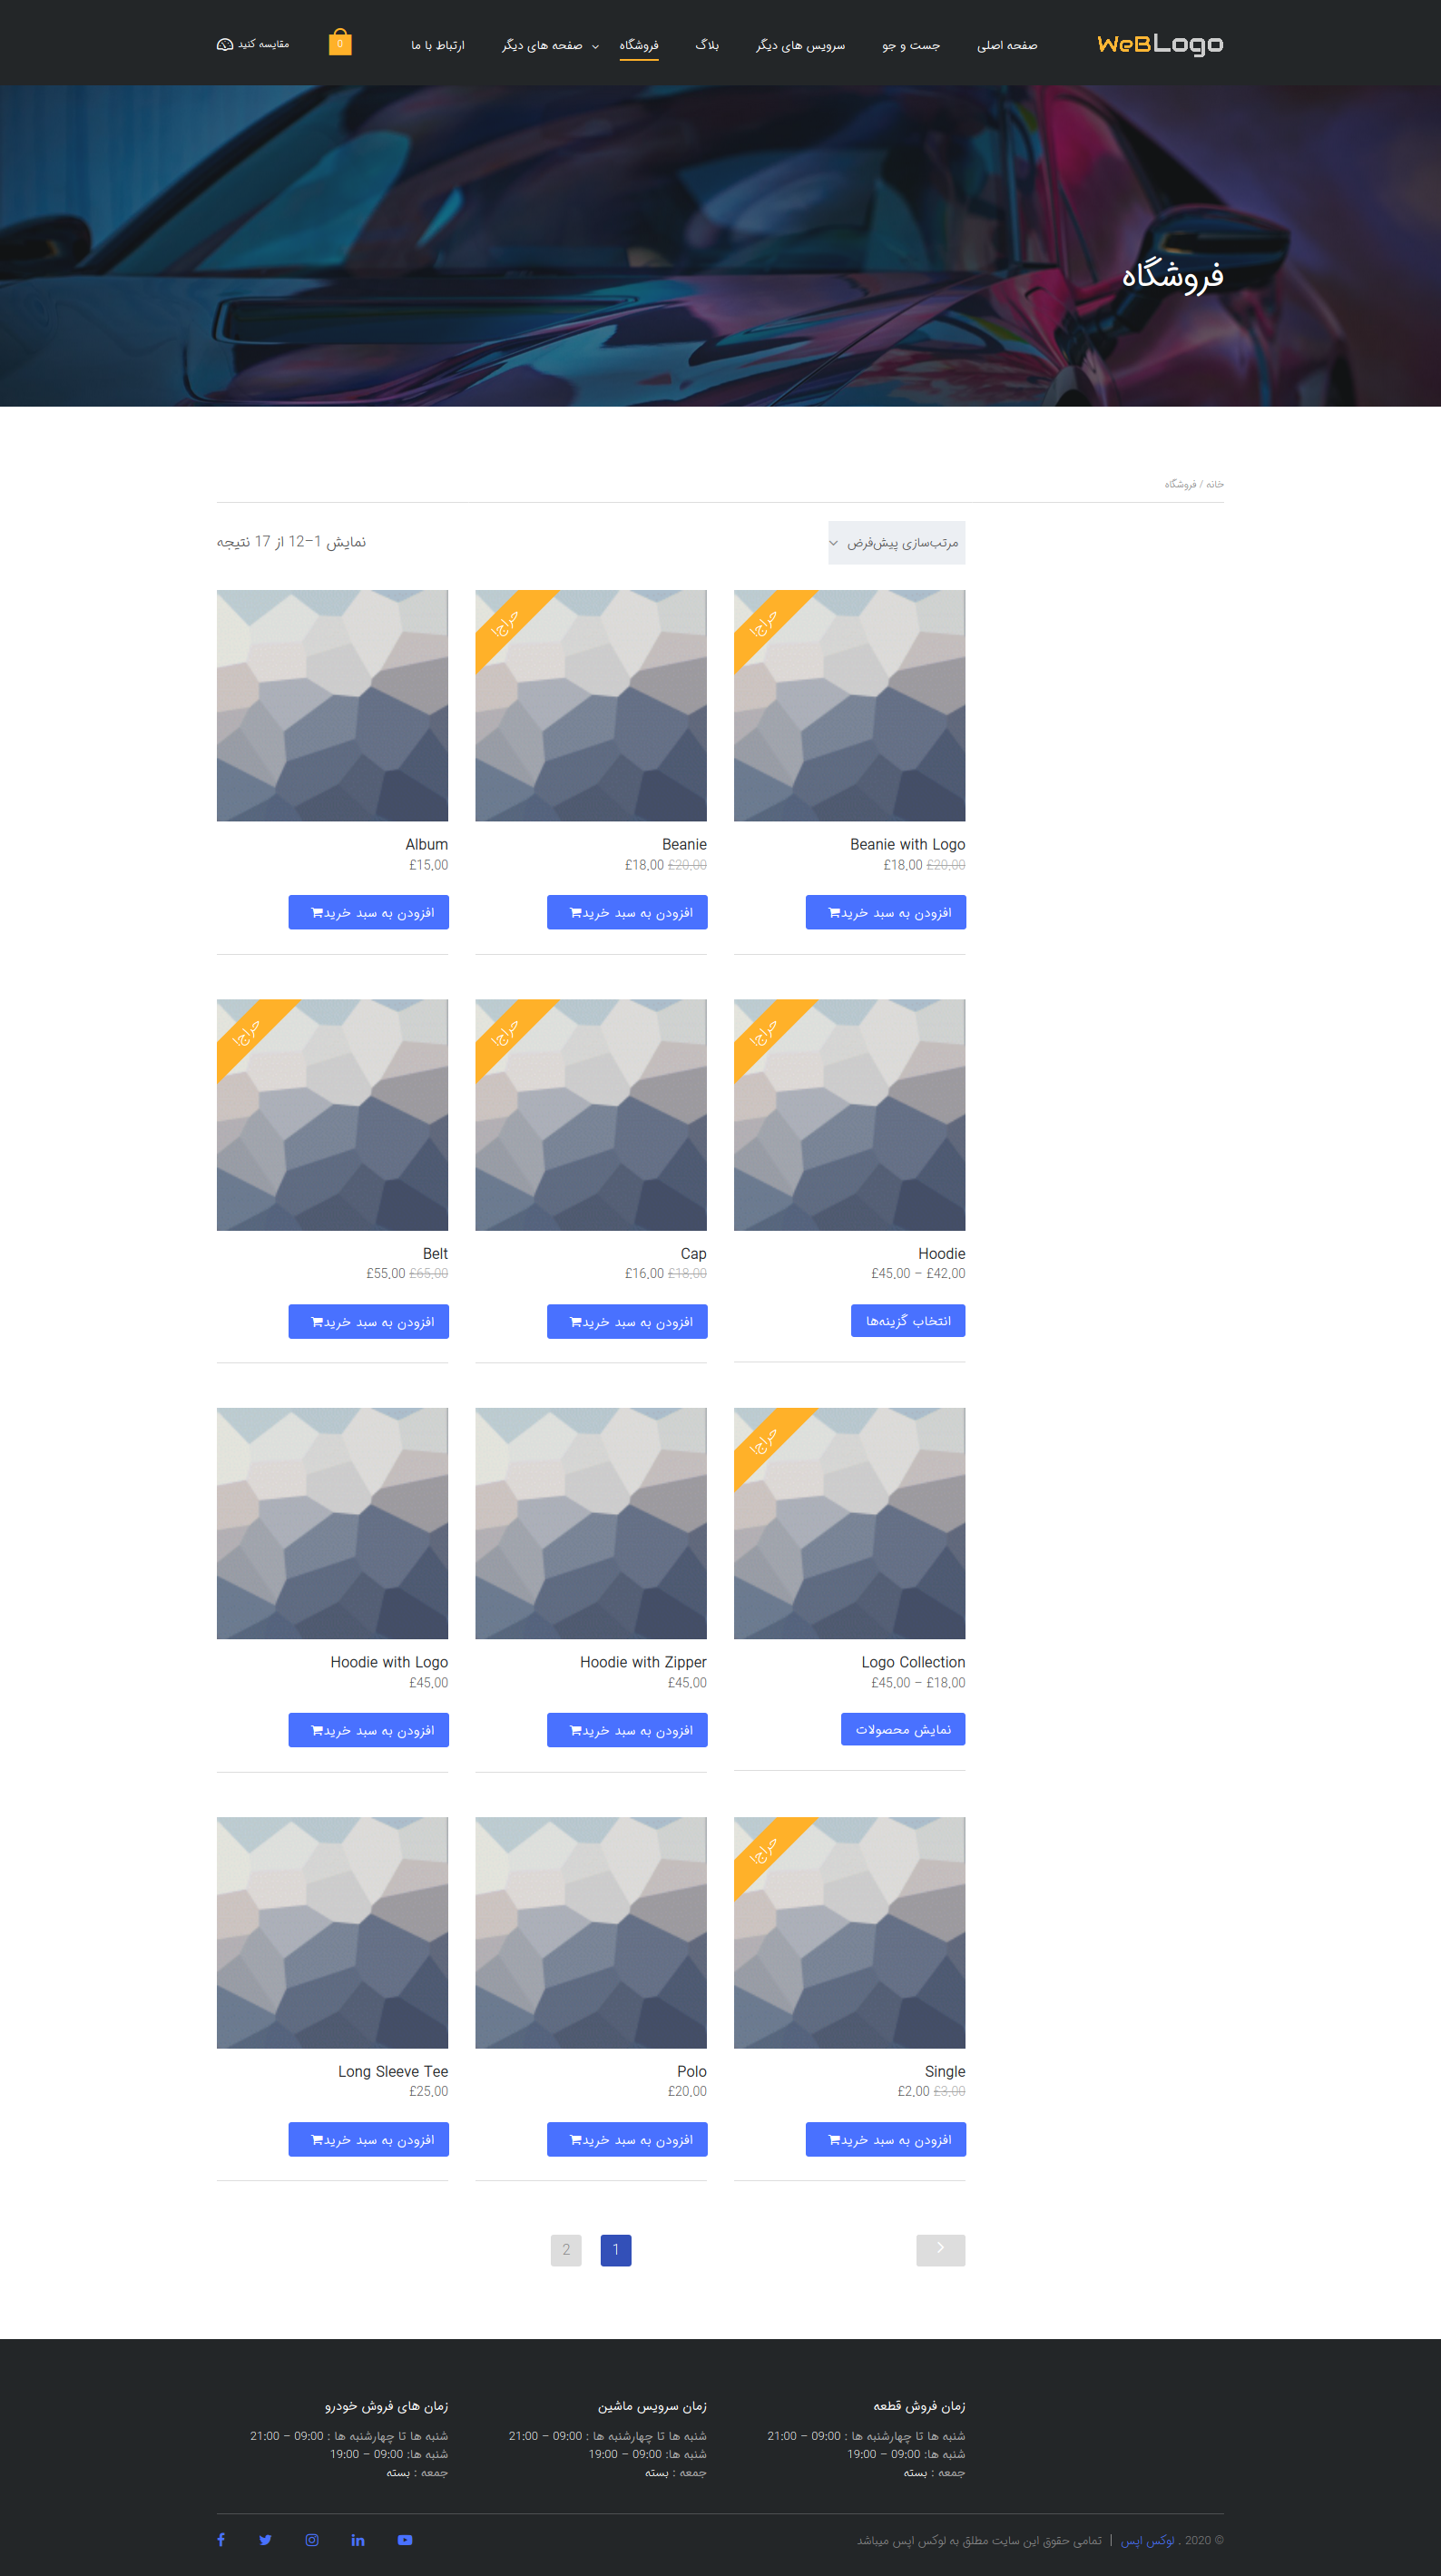 WeBLogo
صفحه اصلی
جست و جو
سرویس های دیگر
بلاگ
فروشگاه
صفحه های دیگر
ارتباط با ما
0
مقایسه کنید
فروشگاه
خانه / فروشگاه
مرتب‌سازی پیش‌فرض
نمایش 1–12 از 17 نتیجه
حراج!
حراج!
Beanie with Logo
Beanie
Album
£18.00 £20.00
£18.00 £20.00
£15.00
افزودن به سبد خرید
افزودن به سبد خرید
افزودن به سبد خرید
حراج!
حراج!
حراج!
Hoodie
Cap
Belt
£45.00 – £42.00
£16.00 £18.00
£55.00 £65.00
انتخاب گزینه‌ها
افزودن به سبد خرید
افزودن به سبد خرید
حراج!
Logo Collection
Hoodie with Zipper
Hoodie with Logo
£45.00 – £18.00
£45.00
£45.00
نمایش محصولات
افزودن به سبد خرید
افزودن به سبد خرید
حراج!
Single
Polo
Long Sleeve Tee
£2.00 £3.00
£20.00
£25.00
افزودن به سبد خرید
افزودن به سبد خرید
افزودن به سبد خرید
1
2
زمان فروش قطعه
شنبه ها تا چهارشنبه ها : 09:00 – 21:00
شنبه ها: 09:00 – 19:00
جمعه : بسته
زمان سرویس ماشین
شنبه ها تا چهارشنبه ها : 09:00 – 21:00
شنبه ها: 09:00 – 19:00
جمعه : بسته
زمان های فروش خودرو
شنبه ها تا چهارشنبه ها : 09:00 – 21:00
شنبه ها: 09:00 – 19:00
جمعه : بسته
© 2020 . لوکس اپس | تمامی حقوق این سایت مطلق به لوکس اپس میباشد